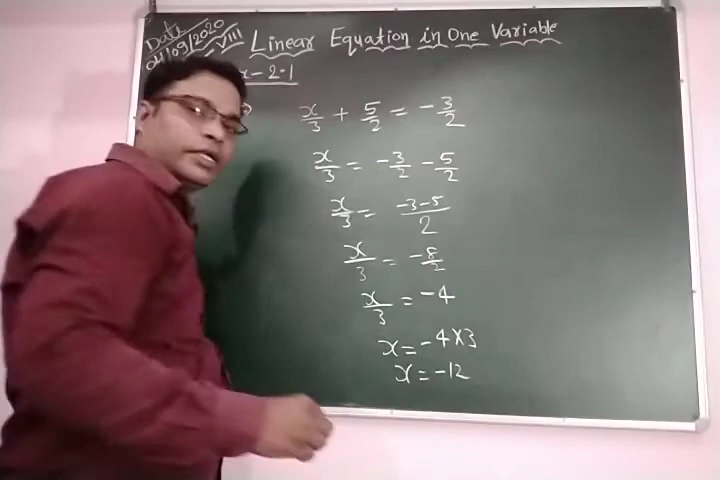 Date
04/09/2020
VIII
Linear Equation in One Variable
x-2.1
x/3 + 5/2 = -3/2
x/3 = -3/2 - 5/2
x/3 = -3-5/2
x/3 = -8/2
x/3 = -4
x = -4×3
x = -12